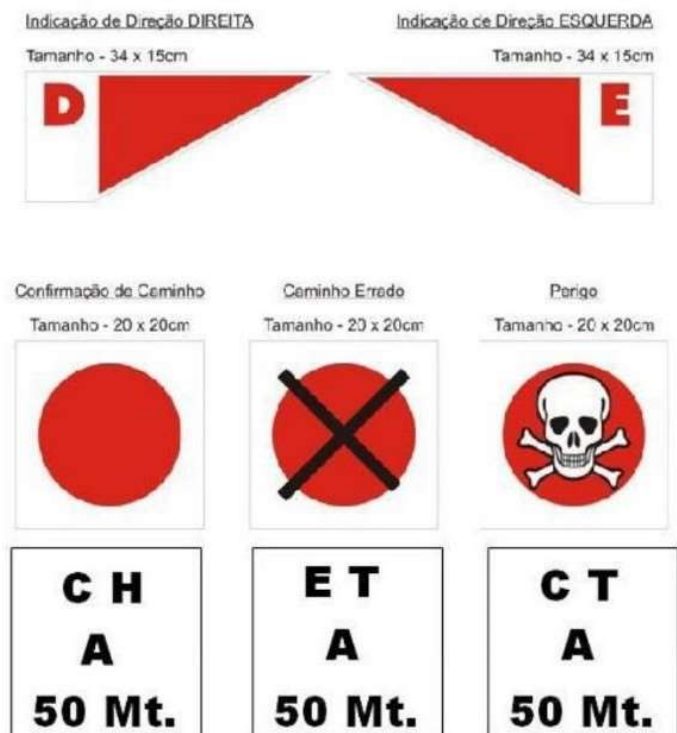 Indicação de Direção DIREITA
Tamanho - 34 x 15cm
D
Indicação de Direção ESQUERDA
Tamanho - 34 x 15cm
E
Confirmação de Caminho
Tamanho - 20 x 20cm
Caminho Errado
Tamanho - 20 x 20cm
Perigo
Tamanho - 20 x 20cm
C H
A
50 Mt.
E T
A
50 Mt.
C T
A
50 Mt.